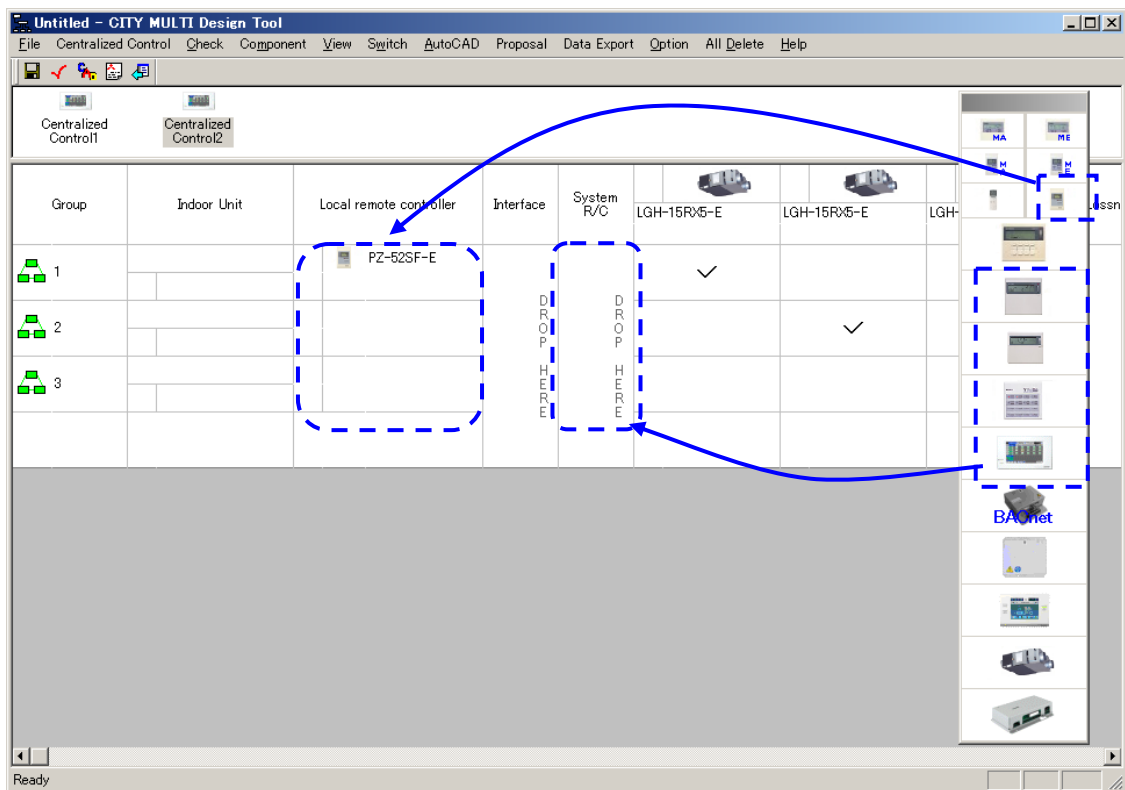 Untitled - CITY MULTI Design Tool
File Centralized Control Check Component View Switch AutoCAD Proposal Data Export Option All Delete Help
Centralized
Control1
Centralized
Control2
MA
ME
MA
ME
Group
Indoor Unit
Local remote controller
Interface
System
R/C
LGH-15RX5-E
LGH-15RX5-E
LGH-
Lossn
1
PZ-52SF-E
2
3
DROP HERE
DROP HERE
BACnet
Ready